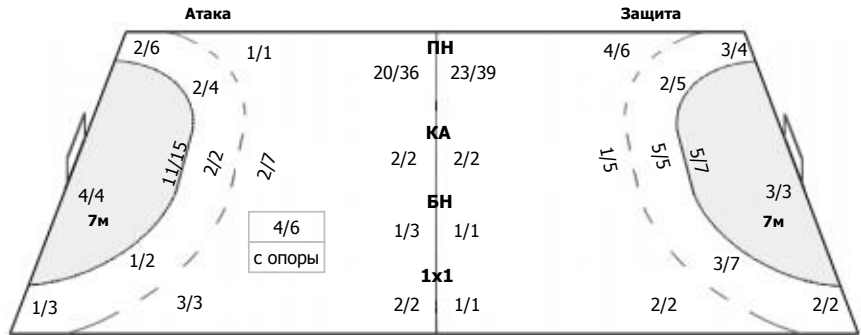 Атака Защита
2/6 1/1 ПН 4/6 3/4
2/4 20/36 23/39 2/5
11/15 2/2 2/7 КА 1/5 5/5 5/7
2/2 2/2
4/4 3/3
7м БН 7м
4/6 1/3 1/1
с опоры
1/2 3/7
1x1
1/3 3/3 2/2 1/1 2/2 2/2